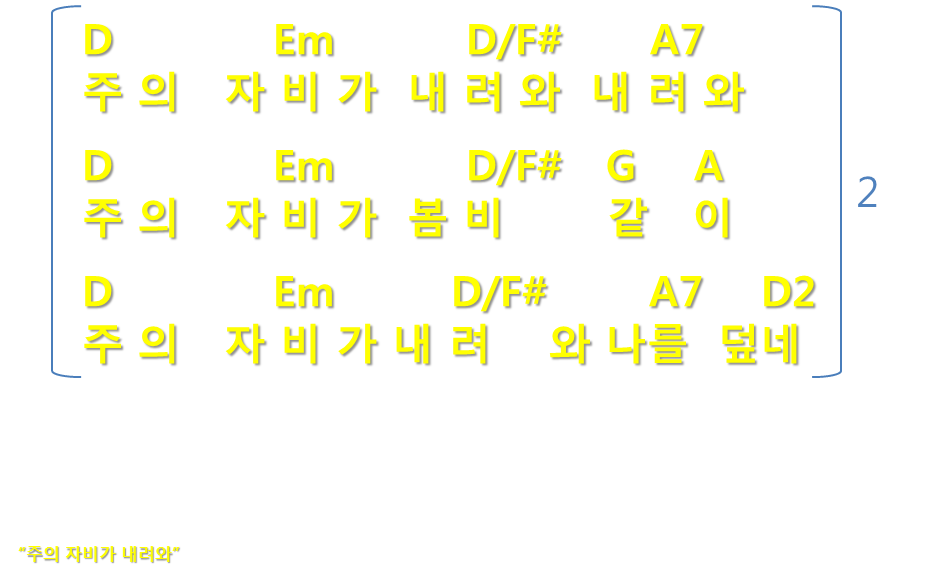 D Em D/F# A7
주 의 자 비 가 내 려 와 내 려 와
D Em D/F# G A
주 의 자 비 가 봄 비 같 이
D Em D/F# A7 D2
주 의 자 비 가 내 려 와 나를 덮네
2
“주의 자비가 내려와”